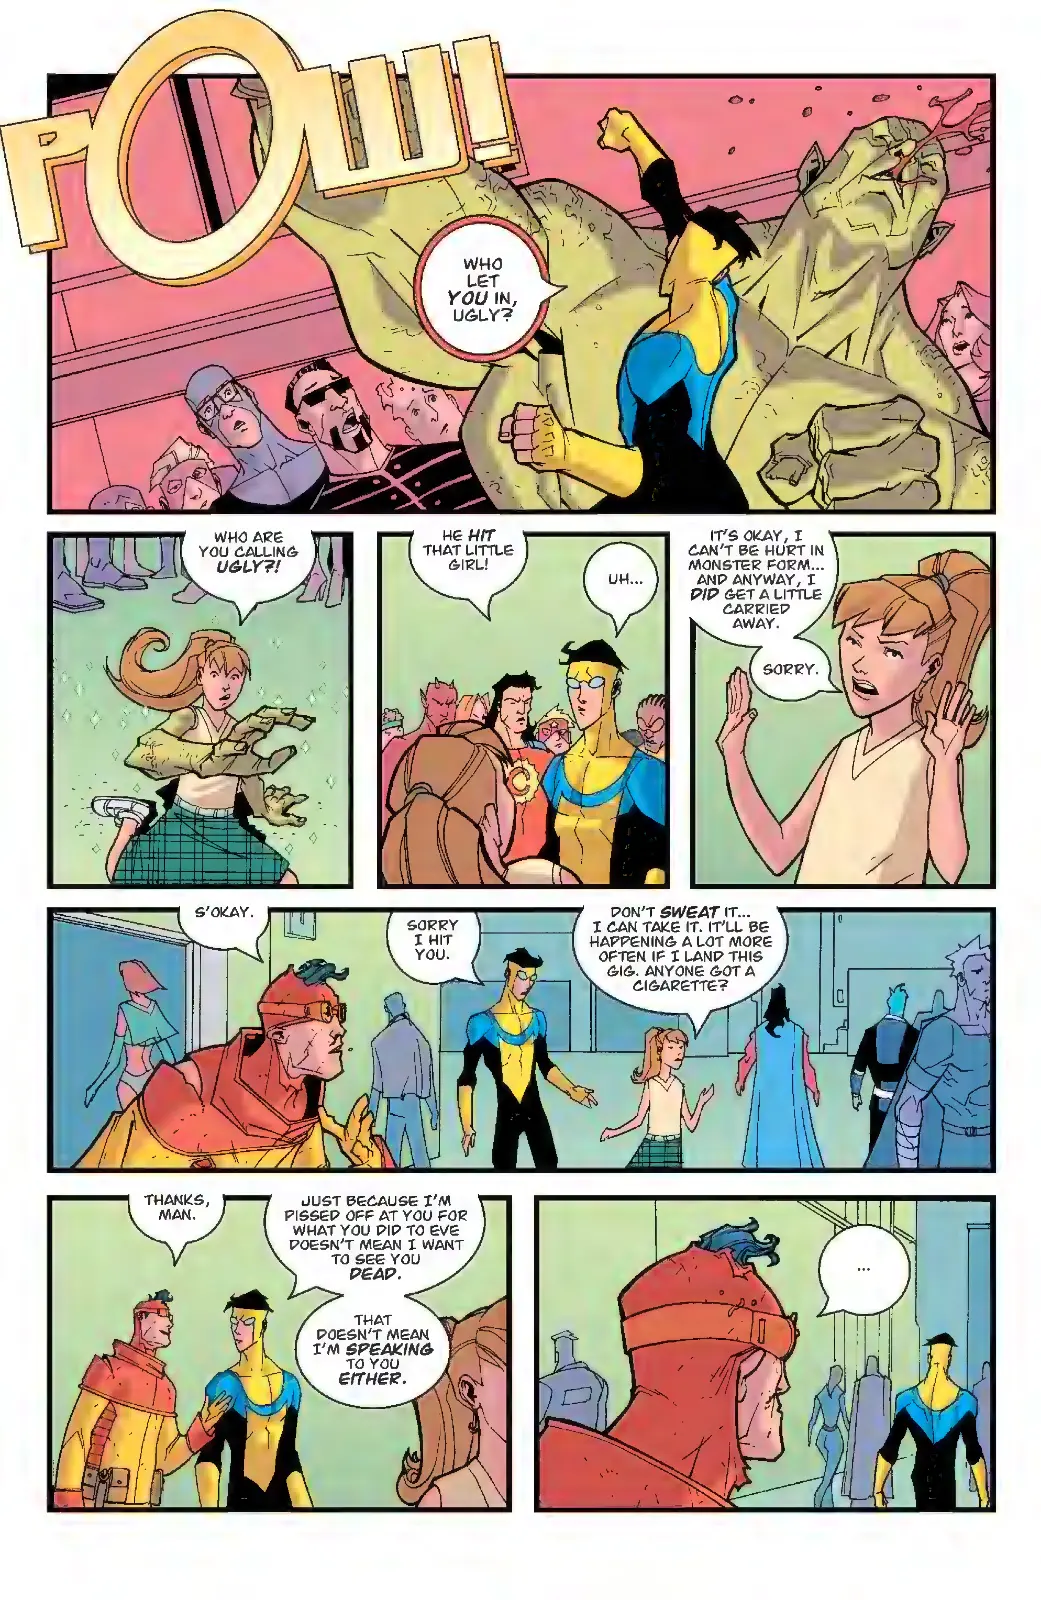 POW!
WHO
LET
YOU IN,
UGLY?
WHO ARE
YOU CALLING
UGLY?!
HE HIT
THAT LITTLE
GIRL!
UH...
C
IT'S OKAY, I
CAN'T BE HURT IN
MONSTER FORM...
AND ANYWAY, I
DID GET A LITTLE
CARRIED
AWAY.
SORRY.
S'OKAY.
SORRY
I HIT
YOU.
DON'T SWEAT IT...
I CAN TAKE IT. IT'LL BE
HAPPENING A LOT MORE
OFTEN IF I LAND THIS
GIG. ANYONE GOT A
CIGARETTE?
THANKS,
MAN.
JUST BECAUSE I'M
PISSED OFF AT YOU FOR
WHAT YOU DID TO EVE
DOESN'T MEAN I WANT
TO SEE YOU
DEAD.
THAT
DOESN'T MEAN
I'M SPEAKING
TO YOU
EITHER.
...